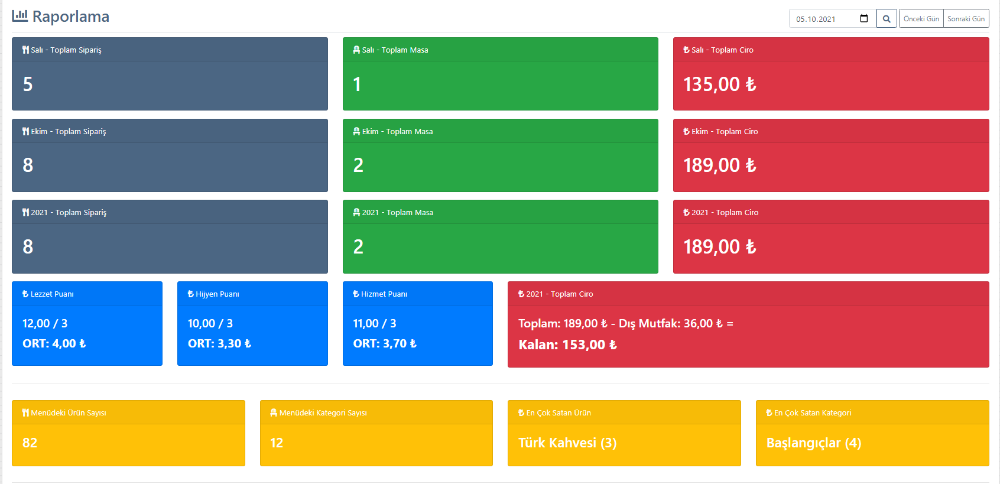 Raporlama
05.10.2021
Önceki Gün
Sonraki Gün
Salı - Toplam Sipariş
5
Salı - Toplam Masa
1
Salı - Toplam Ciro
135,00 ₺
Ekim - Toplam Sipariş
8
Ekim - Toplam Masa
2
Ekim - Toplam Ciro
189,00 ₺
2021 - Toplam Sipariş
8
2021 - Toplam Masa
2
2021 - Toplam Ciro
189,00 ₺
Lezzet Puanı
12,00 / 3
ORT: 4,00 ₺
Hijyen Puanı
10,00 / 3
ORT: 3,30 ₺
Hizmet Puanı
11,00 / 3
ORT: 3,70 ₺
2021 - Toplam Ciro
Toplam: 189,00 ₺ - Dış Mutfak: 36,00 ₺ =
Kalan: 153,00 ₺
Menüdeki Ürün Sayısı
82
Menüdeki Kategori Sayısı
12
En Çok Satan Ürün
Türk Kahvesi (3)
En Çok Satan Kategori
Başlangıçlar (4)